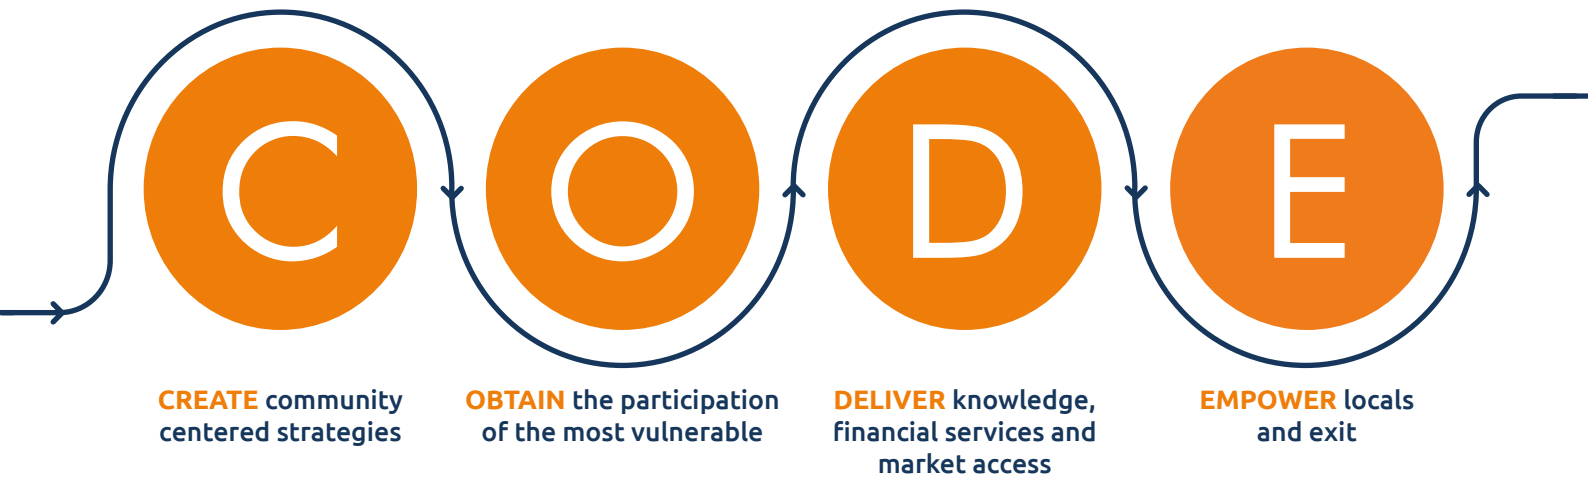 C O D E
CREATE community
centered strategies
OBTAIN the participation
of the most vulnerable
DELIVER knowledge,
financial services and
market access
EMPOWER locals
and exit